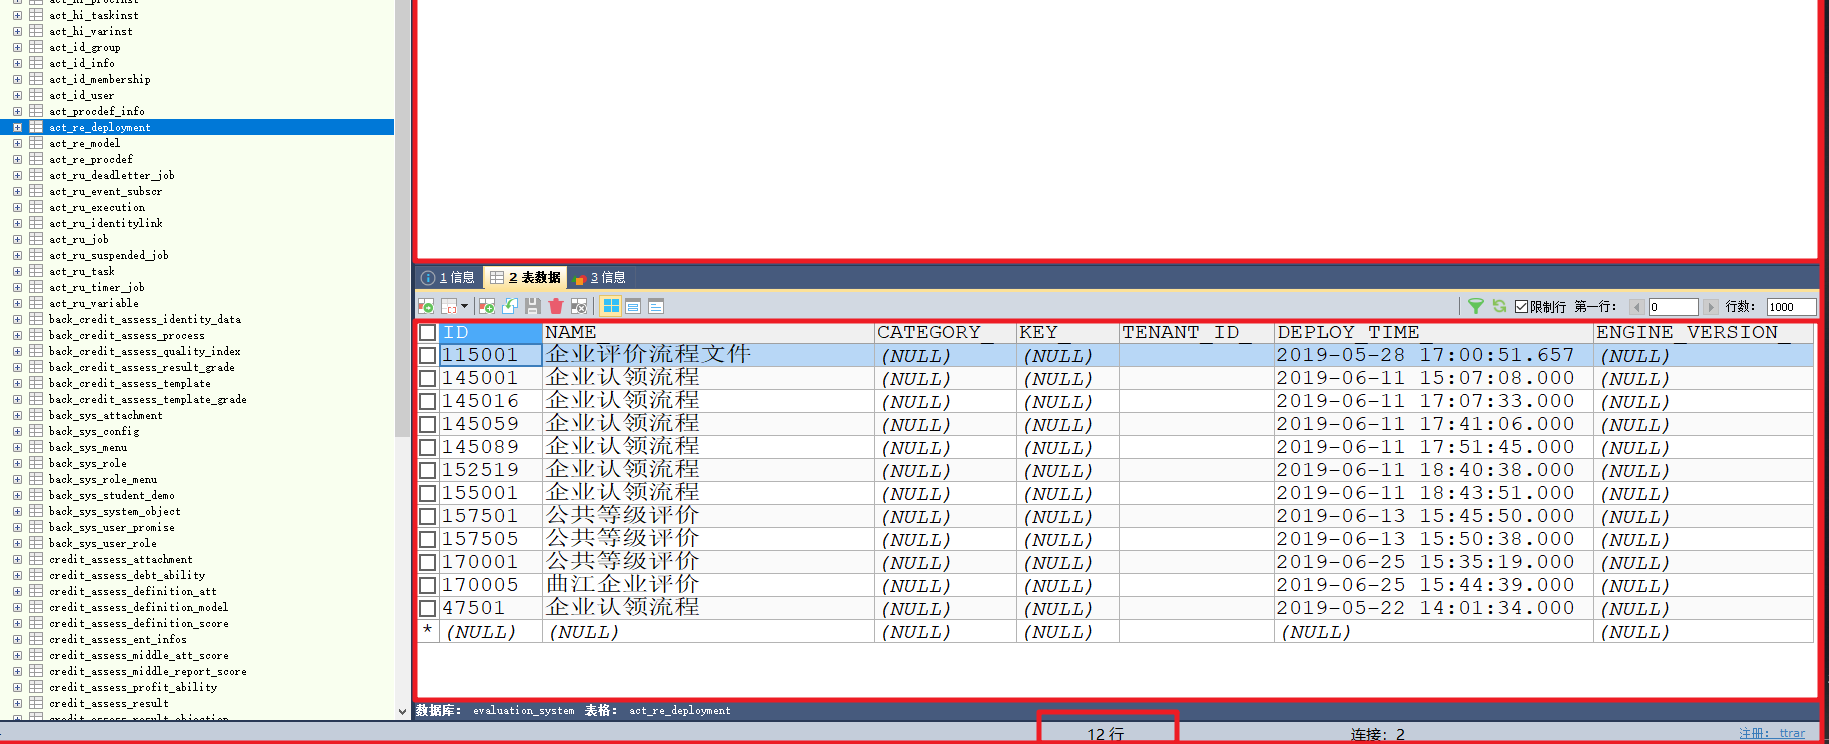 act_hi_procinst
act_hi_taskinst
act_hi_varinst
act_id_group
act_id_info
act_id_membership
act_id_user
act_procdef_info
act_re_deployment
act_re_model
act_re_procdef
act_ru_deadletter_job
act_ru_event_subscr
act_ru_execution
act_ru_identitylink
act_ru_job
act_ru_suspended_job
act_ru_task
act_ru_timer_job
act_ru_variable
back_credit_assess_identity_data
back_credit_assess_process
back_credit_assess_quality_index
back_credit_assess_result_grade
back_credit_assess_template
back_credit_assess_template_grade
back_sys_attachment
back_sys_config
back_sys_menu
back_sys_role
back_sys_role_menu
back_sys_student_demo
back_sys_system_object
back_sys_user_promise
back_sys_user_role
credit_assess_attachment
credit_assess_debt_ability
credit_assess_definition_att
credit_assess_definition_model
credit_assess_definition_score
credit_assess_ent_infos
credit_assess_middle_att_score
credit_assess_middle_report_score
credit_assess_profit_ability
credit_assess_result
credit_assess_result_objection
1 信息 2 表数据 3 信息
限制行 第一行: 0 行数: 1000
ID NAME_ CATEGORY_ KEY_ TENANT_ID_ DEPLOY_TIME_ ENGINE_VERSION_
115001 企业评价流程文件 (NULL) (NULL) 2019-05-28 17:00:51.657 (NULL)
145001 企业认领流程 (NULL) (NULL) 2019-06-11 15:07:08.000 (NULL)
145016 企业认领流程 (NULL) (NULL) 2019-06-11 17:07:33.000 (NULL)
145059 企业认领流程 (NULL) (NULL) 2019-06-11 17:41:06.000 (NULL)
145089 企业认领流程 (NULL) (NULL) 2019-06-11 17:51:45.000 (NULL)
152519 企业认领流程 (NULL) (NULL) 2019-06-11 18:40:38.000 (NULL)
155001 企业认领流程 (NULL) (NULL) 2019-06-11 18:43:51.000 (NULL)
157501 公共等级评价 (NULL) (NULL) 2019-06-13 15:45:50.000 (NULL)
157505 公共等级评价 (NULL) (NULL) 2019-06-13 15:50:38.000 (NULL)
170001 公共等级评价 (NULL) (NULL) 2019-06-25 15:35:19.000 (NULL)
170005 曲江企业评价 (NULL) (NULL) 2019-06-25 15:44:39.000 (NULL)
47501 企业认领流程 (NULL) (NULL) 2019-05-22 14:01:34.000 (NULL)
* (NULL) (NULL) (NULL) (NULL) (NULL) (NULL)
数据库: evaluation_system 表格: act_re_deployment
12 行 连接: 2 注册: ttrar